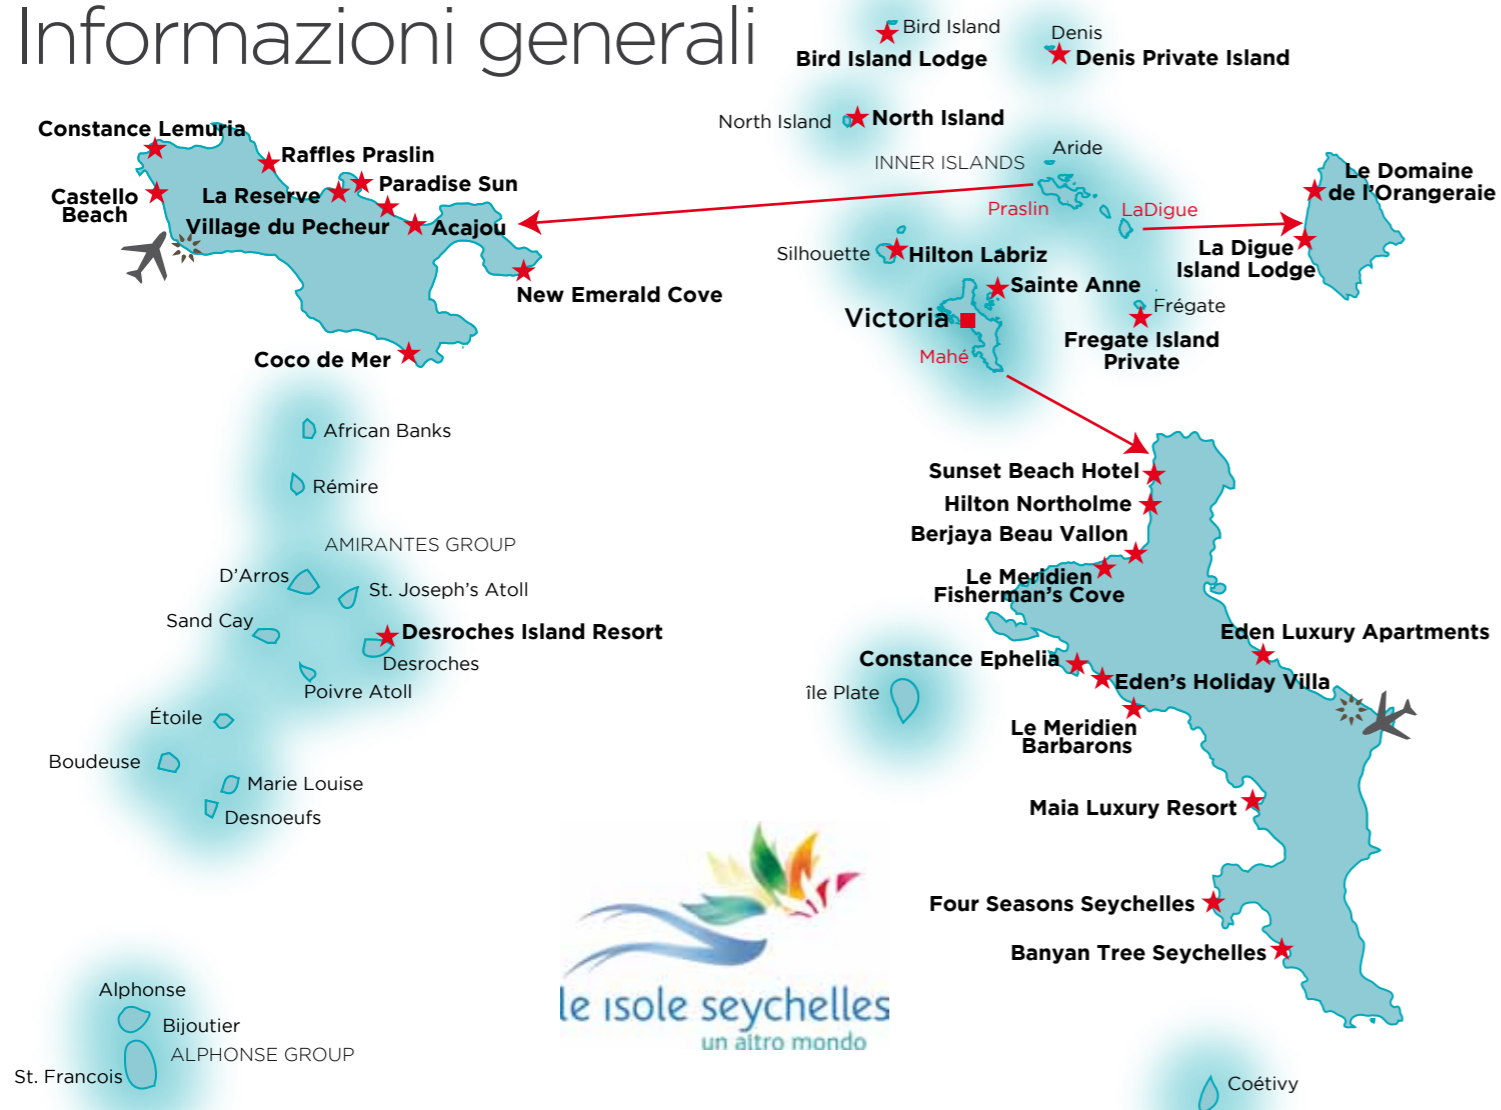 Informazioni generali
Bird Island
Bird Island Lodge
Denis
Denis Private Island
North Island
North Island
INNER ISLANDS
Aride
Praslin
LaDigue
Silhouette
Hilton Labriz
Sainte Anne
Victoria
Mahé
Frégate
Fregate Island
Private
Le Domaine
de l'Orangeraie
La Digue
Island Lodge
Constance Lemuria
Raffles Praslin
Castello
Beach
La Reserve
Paradise Sun
Village du Pecheur
Acajou
New Emerald Cove
Coco de Mer
African Banks
Rémire
AMIRANTES GROUP
D'Arros
St. Joseph's Atoll
Sand Cay
Desroches Island Resort
Desroches
Poivre Atoll
Étoile
Boudeuse
Marie Louise
Desnoeufs
Sunset Beach Hotel
Hilton Northolme
Berjaya Beau Vallon
Le Meridien
Fisherman's Cove
Eden Luxury Apartments
Constance Ephelia
Eden's Holiday Villa
île Plate
Le Meridien
Barbarons
Maia Luxury Resort
Four Seasons Seychelles
Banyan Tree Seychelles
le isole seychelles
un altro mondo
Alphonse
Bijoutier
ALPHONSE GROUP
St. Francois
Coétivy